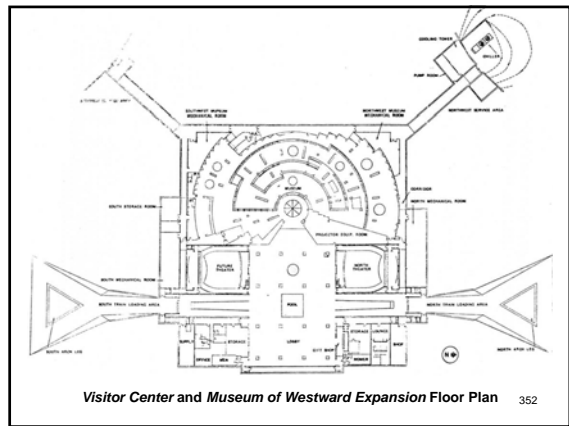 COOLING TOWER
CHILLER
PUMP ROOM
NORTHWEST SERVICE AREA
SOUTHWEST MUSEUM
MECHANICAL ROOM
NORTHWEST MUSEUM
MECHANICAL ROOM
MUSEUM
CORRIDOR
SOUTH STORAGE ROOM
NORTH MECHANICAL ROOM
PROJECTION EQUIP. ROOM
SOUTH MECHANICAL ROOM
FUTURE
THEATER
NORTH
THEATER
SOUTH TRAIN LOADING AREA
POOL
NORTH TRAIN LOADING AREA
SOUTH ARCH LEG
NORTH ARCH LEG
SUPPLY
STORAGE
LOBBY
STORAGE
LOUNGE
SHOP
OFFICE
MEN
GIFT SHOP
WOMEN
N
Visitor Center and Museum of Westward Expansion Floor Plan
352